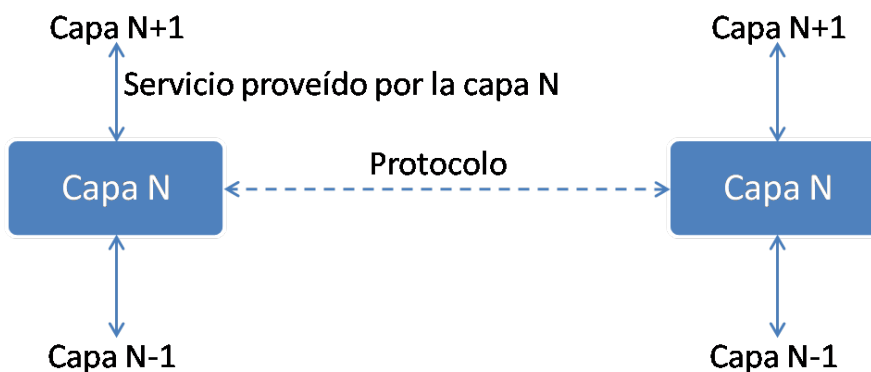 Capa N+1
Capa N+1
Servicio proveído por la capa N
Protocolo
Capa N
Capa N
Capa N-1
Capa N-1